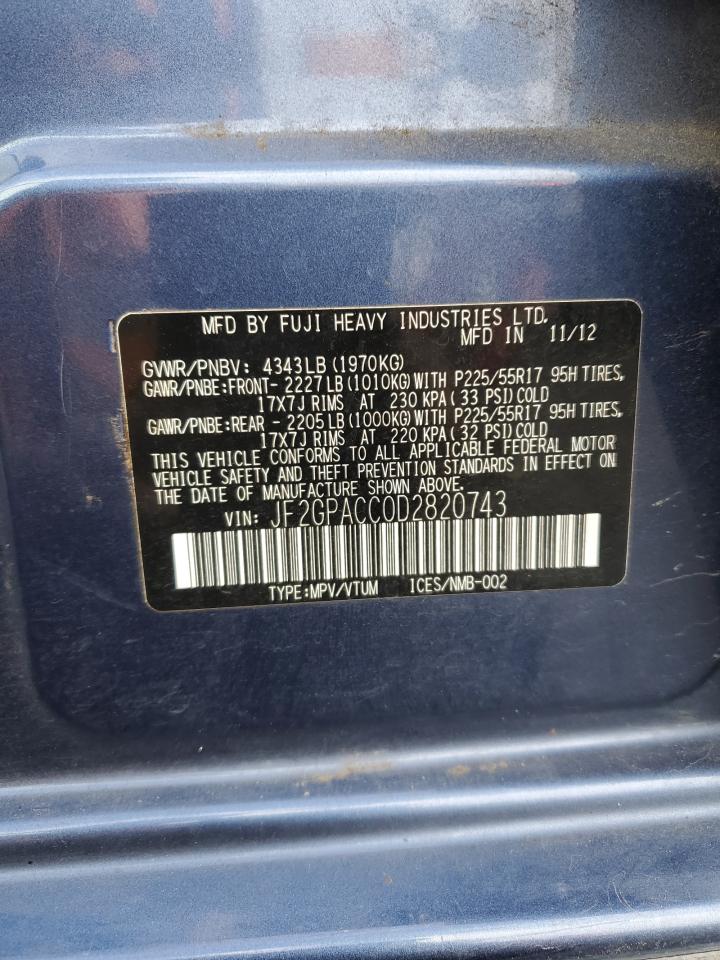 MFD BY FUJI HEAVY INDUSTRIES LTD.
MFD IN 11/12
GVWR/PNBV: 4343LB (1970KG)
GAWR/PNBE:FRONT- 2227LB (1010KG) WITH P225/55R17 95H TIRES,
17X7J RIMS AT 230 KPA (33 PSI) COLD
GAWR/PNBE:REAR - 2205LB (1000KG) WITH P225/55R17 95H TIRES,
17X7J RIMS AT 220 KPA (32 PSI) COLD
THIS VEHICLE CONFORMS TO ALL APPLICABLE FEDERAL MOTOR
VEHICLE SAFETY AND THEFT PREVENTION STANDARDS IN EFFECT ON
THE DATE OF MANUFACTURE SHOWN ABOVE.
VIN: JF2GPACC0D2820743
TYPE:MPV/VTUM ICES/NMB-002